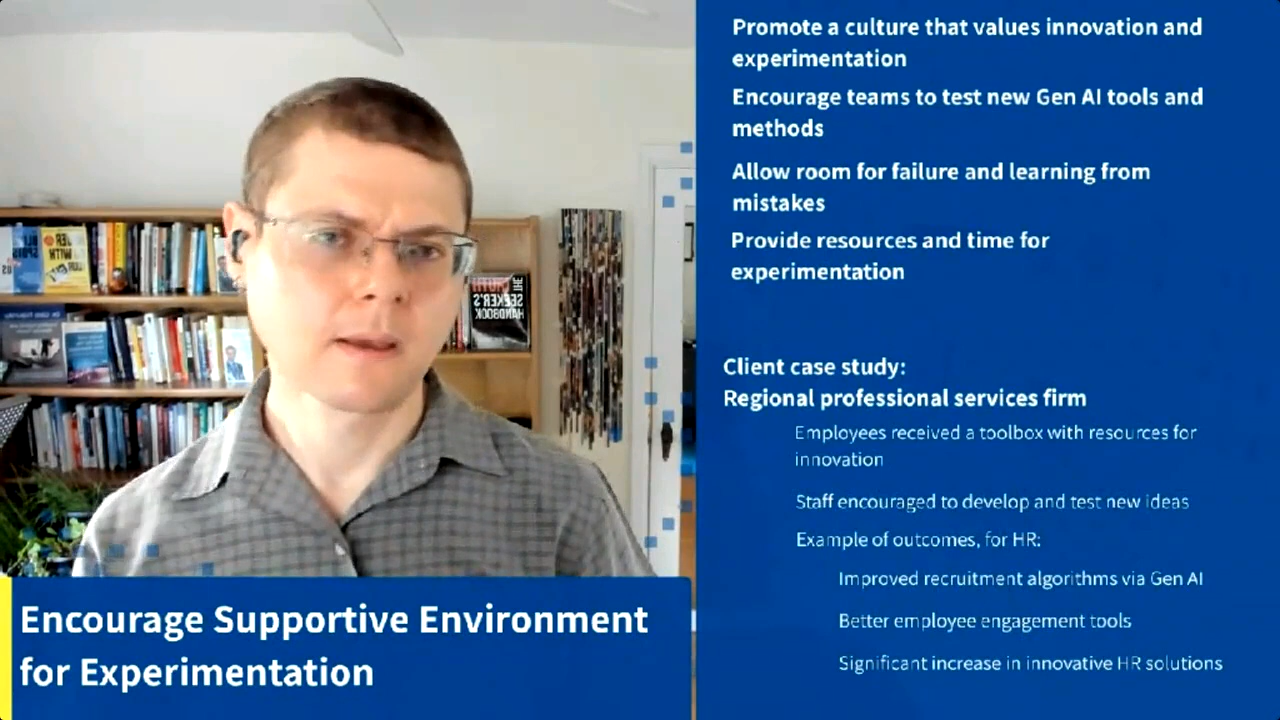 Promote a culture that values innovation and
experimentation
Encourage teams to test new Gen AI tools and
methods
Allow room for failure and learning from
mistakes
Provide resources and time for
experimentation
Client case study:
Regional professional services firm
Employees received a toolbox with resources for
innovation
Staff encouraged to develop and test new ideas
Example of outcomes, for HR:
Improved recruitment algorithms via Gen AI
Better employee engagement tools
Significant increase in innovative HR solutions
THE
SEEKER'S
HANDBOOK
Encourage Supportive Environment
for Experimentation